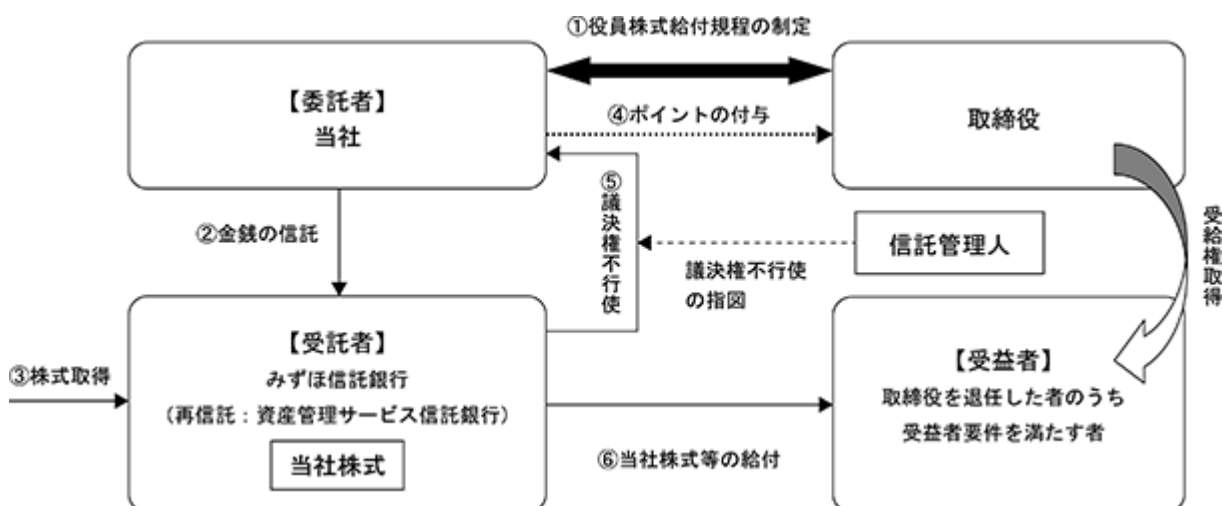 ①役員株式給付規程の制定
【委託者】
当社
④ポイントの付与
取締役
②金銭の信託
⑤議決権不行使
信託管理人
議決権不行使
の指図
受給権取得
③株式取得
【受託者】
みずほ信託銀行
（再信託：資産管理サービス信託銀行）
当社株式
【受益者】
取締役を退任した者のうち
受益者要件を満たす者
⑥当社株式等の給付